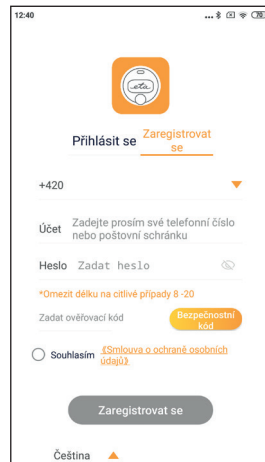 12:40
... 70
eta
Přihlásit se Zaregistrovat
se
+420
Účet Zadejte prosím své telefonní číslo
nebo poštovní schránku
Heslo Zadat heslo
*Omezit délku na citlivé případy 8 -20
Zadat ověřovací kód Bezpečnostní
kód
Souhlasím 《Smlouva o ochraně osobních
údajů》
Zaregistrovat se
Čeština